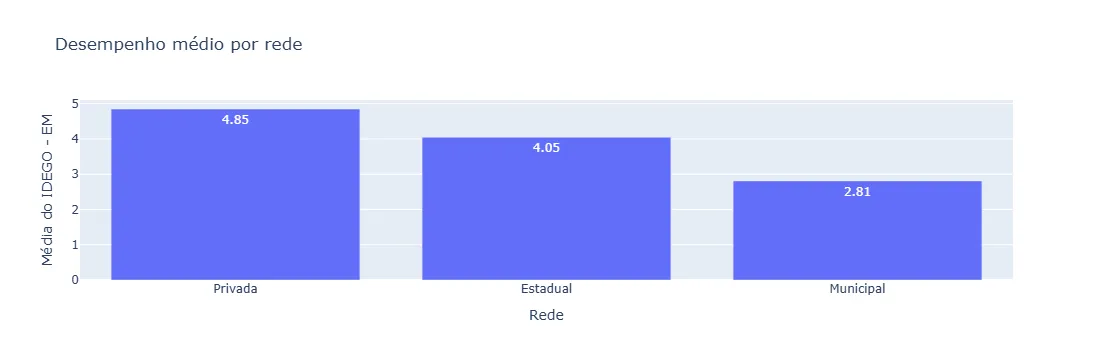 Desempenho médio por rede
Média do IDEGO - EM
5
4
3
2
1
0
4.85
4.05
2.81
Privada
Estadual
Municipal
Rede